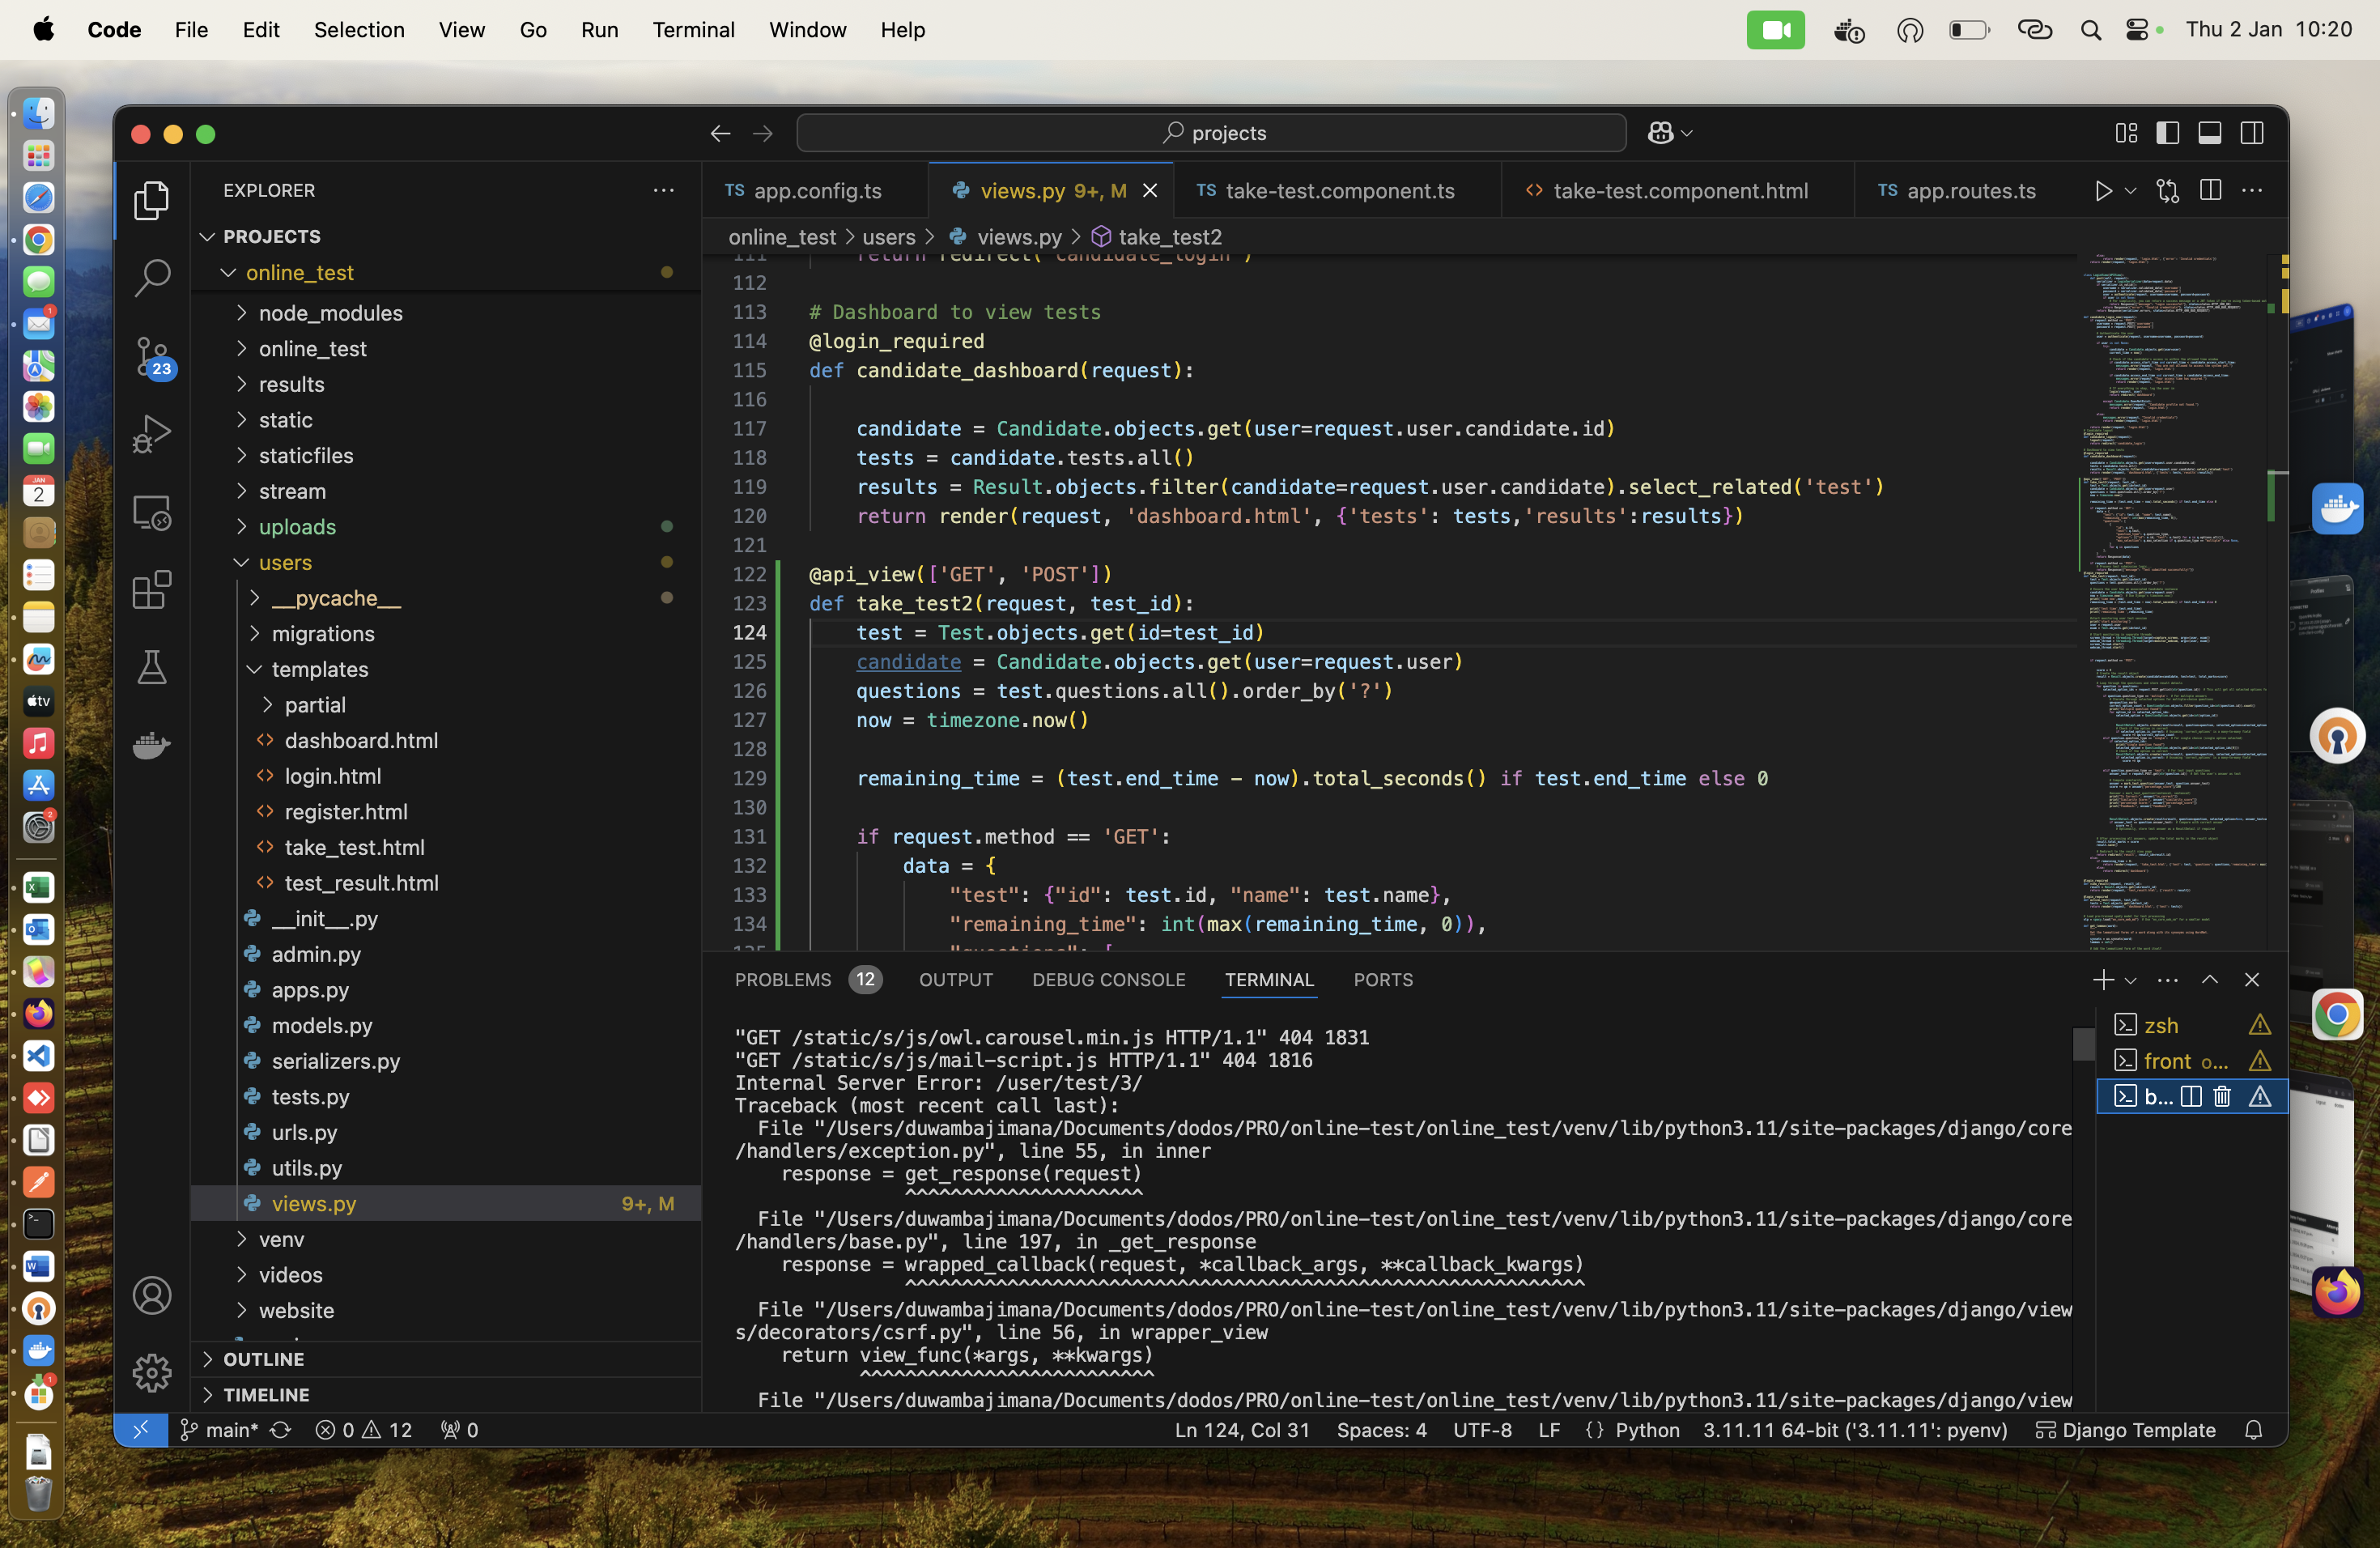 Code File Edit Selection View Go Run Terminal Window Help Thu 2 Jan 10:20
projects
EXPLORER
PROJECTS
online_test
node_modules
online_test
results
static
staticfiles
stream
uploads
users
__pycache__
migrations
templates
partial
dashboard.html
login.html
register.html
take_test.html
test_result.html
__init__.py
admin.py
apps.py
models.py
serializers.py
tests.py
urls.py
utils.py
views.py 9+, M
venv
videos
website
OUTLINE
TIMELINE
23
TS app.config.ts views.py 9+, M TS take-test.component.ts <> take-test.component.html TS app.routes.ts
online_test > users > views.py > take_test2
111 return redirect('candidate_login')
112
113 # Dashboard to view tests
114 @login_required
115 def candidate_dashboard(request):
116
117 candidate = Candidate.objects.get(user=request.user.candidate.id)
118 tests = candidate.tests.all()
119 results = Result.objects.filter(candidate=request.user.candidate).select_related('test')
120 return render(request, 'dashboard.html', {'tests': tests,'results':results})
121
122 @api_view(['GET', 'POST'])
123 def take_test2(request, test_id):
124 test = Test.objects.get(id=test_id)
125 candidate = Candidate.objects.get(user=request.user)
126 questions = test.questions.all().order_by('?')
127 now = timezone.now()
128
129 remaining_time = (test.end_time - now).total_seconds() if test.end_time else 0
130
131 if request.method == 'GET':
132 data = {
133 "test": {"id": test.id, "name": test.name},
134 "remaining_time": int(max(remaining_time, 0)),
135 "questions": [
PROBLEMS 12 OUTPUT DEBUG CONSOLE TERMINAL PORTS
"GET /static/s/js/owl.carousel.min.js HTTP/1.1" 404 1831
"GET /static/s/js/mail-script.js HTTP/1.1" 404 1816
Internal Server Error: /user/test/3/
Traceback (most recent call last):
File "/Users/duwambajimana/Documents/dodos/PRO/online-test/online_test/venv/lib/python3.11/site-packages/django/core
/handlers/exception.py", line 55, in inner
response = get_response(request)
^^^^^^^^^^^^^^^^^^^^^
File "/Users/duwambajimana/Documents/dodos/PRO/online-test/online_test/venv/lib/python3.11/site-packages/django/core
/handlers/base.py", line 197, in _get_response
response = wrapped_callback(request, *callback_args, **callback_kwargs)
^^^^^^^^^^^^^^^^^^^^^^^^^^^^^^^^^^^^^^^^^^^^^^^^^^^^^^^^^^^^
File "/Users/duwambajimana/Documents/dodos/PRO/online-test/online_test/venv/lib/python3.11/site-packages/django/view
s/decorators/csrf.py", line 56, in wrapper_view
return view_func(*args, **kwargs)
^^^^^^^^^^^^^^^^^^^^^^^^^^
File "/Users/duwambajimana/Documents/dodos/PRO/online-test/online_test/venv/lib/python3.11/site-packages/django/view
zsh
front o...
b...
main* 0 12 0 Ln 124, Col 31 Spaces: 4 UTF-8 LF {} Python 3.11.11 64-bit ('3.11.11': pyenv) Django Template
JAN
2
tv